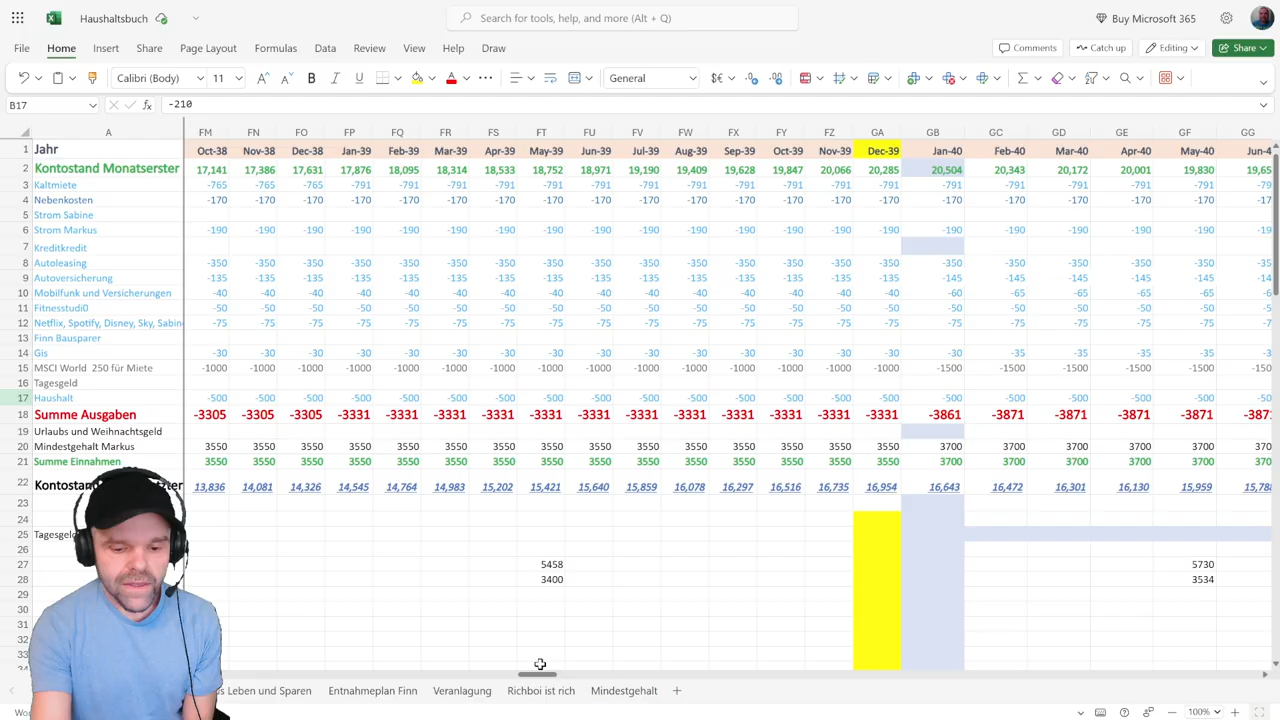 Haushaltsbuch
Search for tools, help, and more (Alt + Q)
Buy Microsoft 365
File Home Insert Share Page Layout Formulas Data Review View Help Draw
Comments Catch up Editing Share
Calibri (Body) 11 General
B17 fx -210
A FM FN FO FP FQ FR FS FT FU FV FW FX FY FZ GA GB GC GD GE GF GG
1 Jahr Oct-38 Nov-38 Dec-38 Jan-39 Feb-39 Mar-39 Apr-39 May-39 Jun-39 Jul-39 Aug-39 Sep-39 Oct-39 Nov-39 Dec-39 Jan-40 Feb-40 Mar-40 Apr-40 May-40 Jun-4
2 Kontostand Monatserster 17,141 17,386 17,631 17,876 18,095 18,314 18,533 18,752 18,971 19,190 19,409 19,628 19,847 20,066 20,285 20,504 20,343 20,172 20,001 19,830 19,65
3 Kaltmiete -765 -765 -765 -791 -791 -791 -791 -791 -791 -791 -791 -791 -791 -791 -791 -791 -791 -791 -791 -791 -79
4 Nebenkosten -170 -170 -170 -170 -170 -170 -170 -170 -170 -170 -170 -170 -170 -170 -170 -170 -170 -170 -170 -170 -17
5 Strom Sabine
6 Strom Markus -190 -190 -190 -190 -190 -190 -190 -190 -190 -190 -190 -190 -190 -190 -190 -190 -190 -190 -190 -190 -19
7 Kreditkredit
8 Autoleasing -350 -350 -350 -350 -350 -350 -350 -350 -350 -350 -350 -350 -350 -350 -350 -350 -350 -350 -350 -350 -35
9 Autoversicherung -135 -135 -135 -135 -135 -135 -135 -135 -135 -135 -135 -135 -135 -135 -135 -145 -145 -145 -145 -145 -14
10 Mobilfunk und Versicherungen -40 -40 -40 -40 -40 -40 -40 -40 -40 -40 -40 -40 -40 -40 -40 -60 -65 -65 -65 -65 -6
11 Fitnesstudi0 -50 -50 -50 -50 -50 -50 -50 -50 -50 -50 -50 -50 -50 -50 -50 -50 -50 -50 -50 -50 -5
12 Netflix, Spotify, Disney, Sky, Sabin -75 -75 -75 -75 -75 -75 -75 -75 -75 -75 -75 -75 -75 -75 -75 -75 -75 -75 -75 -75 -7
13 Finn Bausparer
14 Gis -30 -30 -30 -30 -30 -30 -30 -30 -30 -30 -30 -30 -30 -30 -30 -30 -35 -35 -35 -35 -3
15 MSCI World 250 für Miete -1000 -1000 -1000 -1000 -1000 -1000 -1000 -1000 -1000 -1000 -1000 -1000 -1000 -1000 -1000 -1500 -1500 -1500 -1500 -1500 -150
16 Tagesgeld
17 Haushalt -500 -500 -500 -500 -500 -500 -500 -500 -500 -500 -500 -500 -500 -500 -500 -500 -500 -500 -500 -500 -50
18 Summe Ausgaben -3305 -3305 -3305 -3331 -3331 -3331 -3331 -3331 -3331 -3331 -3331 -3331 -3331 -3331 -3331 -3861 -3871 -3871 -3871 -3871 -387
19 Urlaubs und Weihnachtsgeld
20 Mindestgehalt Markus 3550 3550 3550 3550 3550 3550 3550 3550 3550 3550 3550 3550 3550 3550 3550 3700 3700 3700 3700 3700 370
21 Summe Einnahmen 3550 3550 3550 3550 3550 3550 3550 3550 3550 3550 3550 3550 3550 3550 3550 3700 3700 3700 3700 3700 370
22 13,836 14,081 14,326 14,545 14,764 14,983 15,202 15,421 15,640 15,859 16,078 16,297 16,516 16,735 16,954 16,643 16,472 16,301 16,130 15,959 15,788
23
24
25 Tagesgeld
26
27 5458 5730
28 3400 3534
29
30
31
32
33
34
s Leben und Sparen Entnahmeplan Finn Veranlagung Richboi ist rich Mindestgehalt
100%